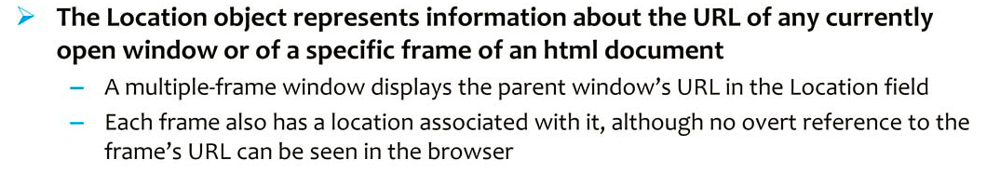 ➢ The Location object represents information about the URL of any currently
open window or of a specific frame of an html document
– A multiple-frame window displays the parent window's URL in the Location field
– Each frame also has a location associated with it, although no overt reference to the
frame's URL can be seen in the browser